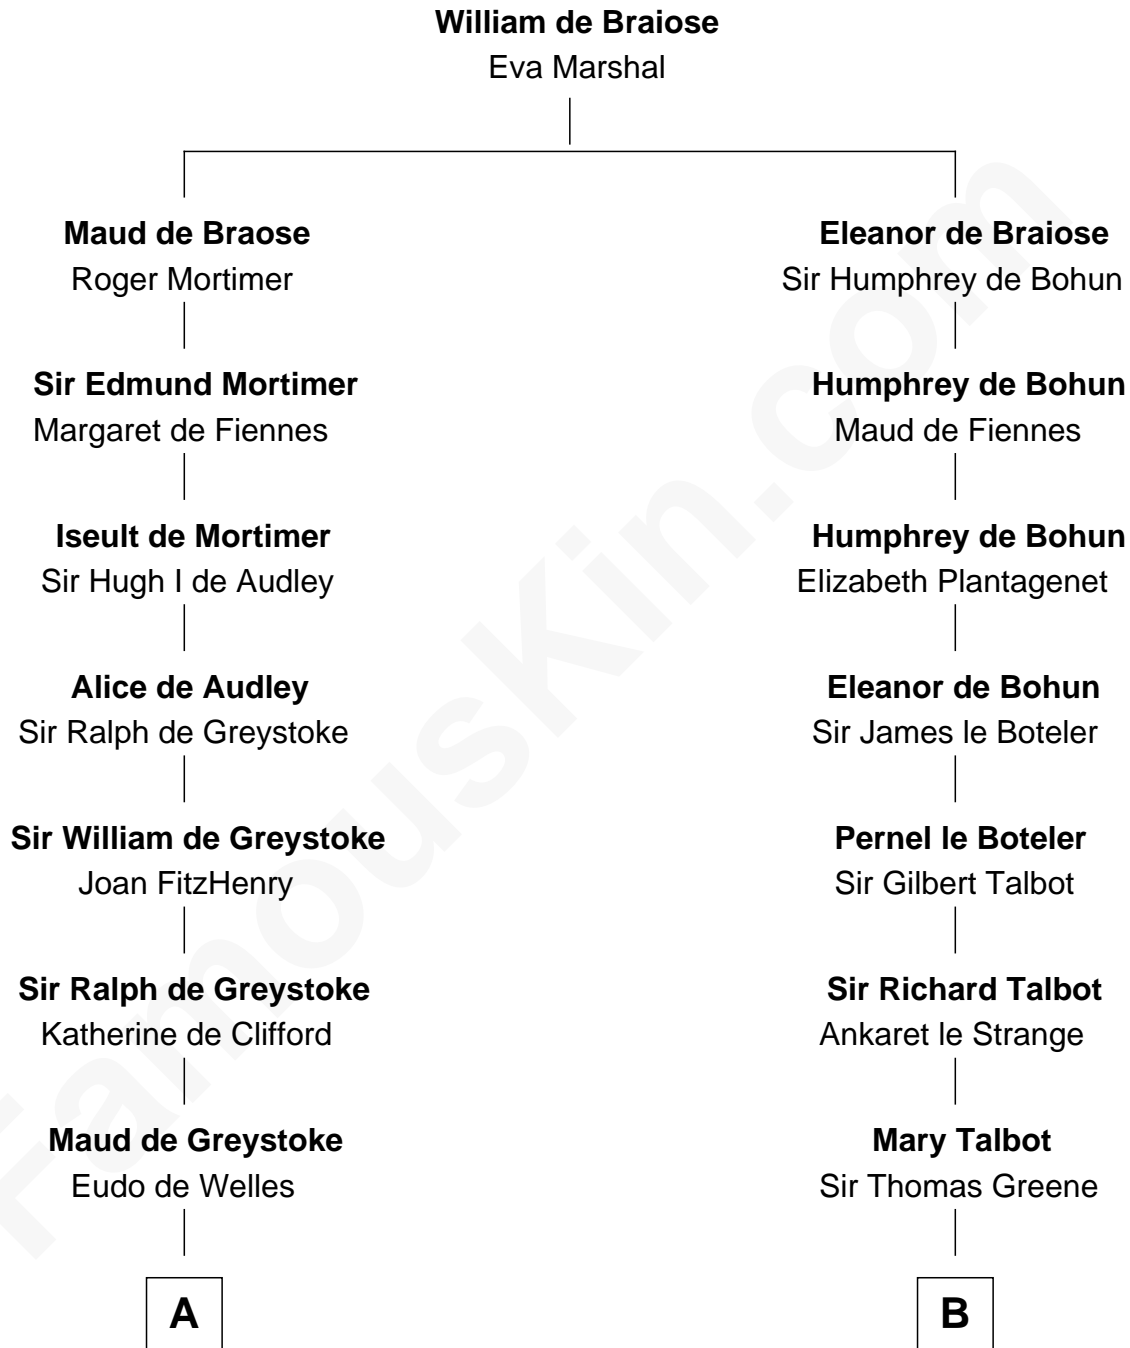 William de Braiose
Eva Marshal
Maud de Braose
Roger Mortimer
Eleanor de Braiose
Sir Humphrey de Bohun
Sir Edmund Mortimer
Margaret de Fiennes
Humphrey de Bohun
Maud de Fiennes
Iseult de Mortimer
Sir Hugh I de Audley
Humphrey de Bohun
Elizabeth Plantagenet
Alice de Audley
Sir Ralph de Greystoke
Eleanor de Bohun
Sir James le Boteler
Sir William de Greystoke
Joan FitzHenry
Pernel le Boteler
Sir Gilbert Talbot
Sir Ralph de Greystoke
Katherine de Clifford
Sir Richard Talbot
Ankaret le Strange
Maud de Greystoke
Eudo de Welles
Mary Talbot
Sir Thomas Greene
A
B
FamousKin.com